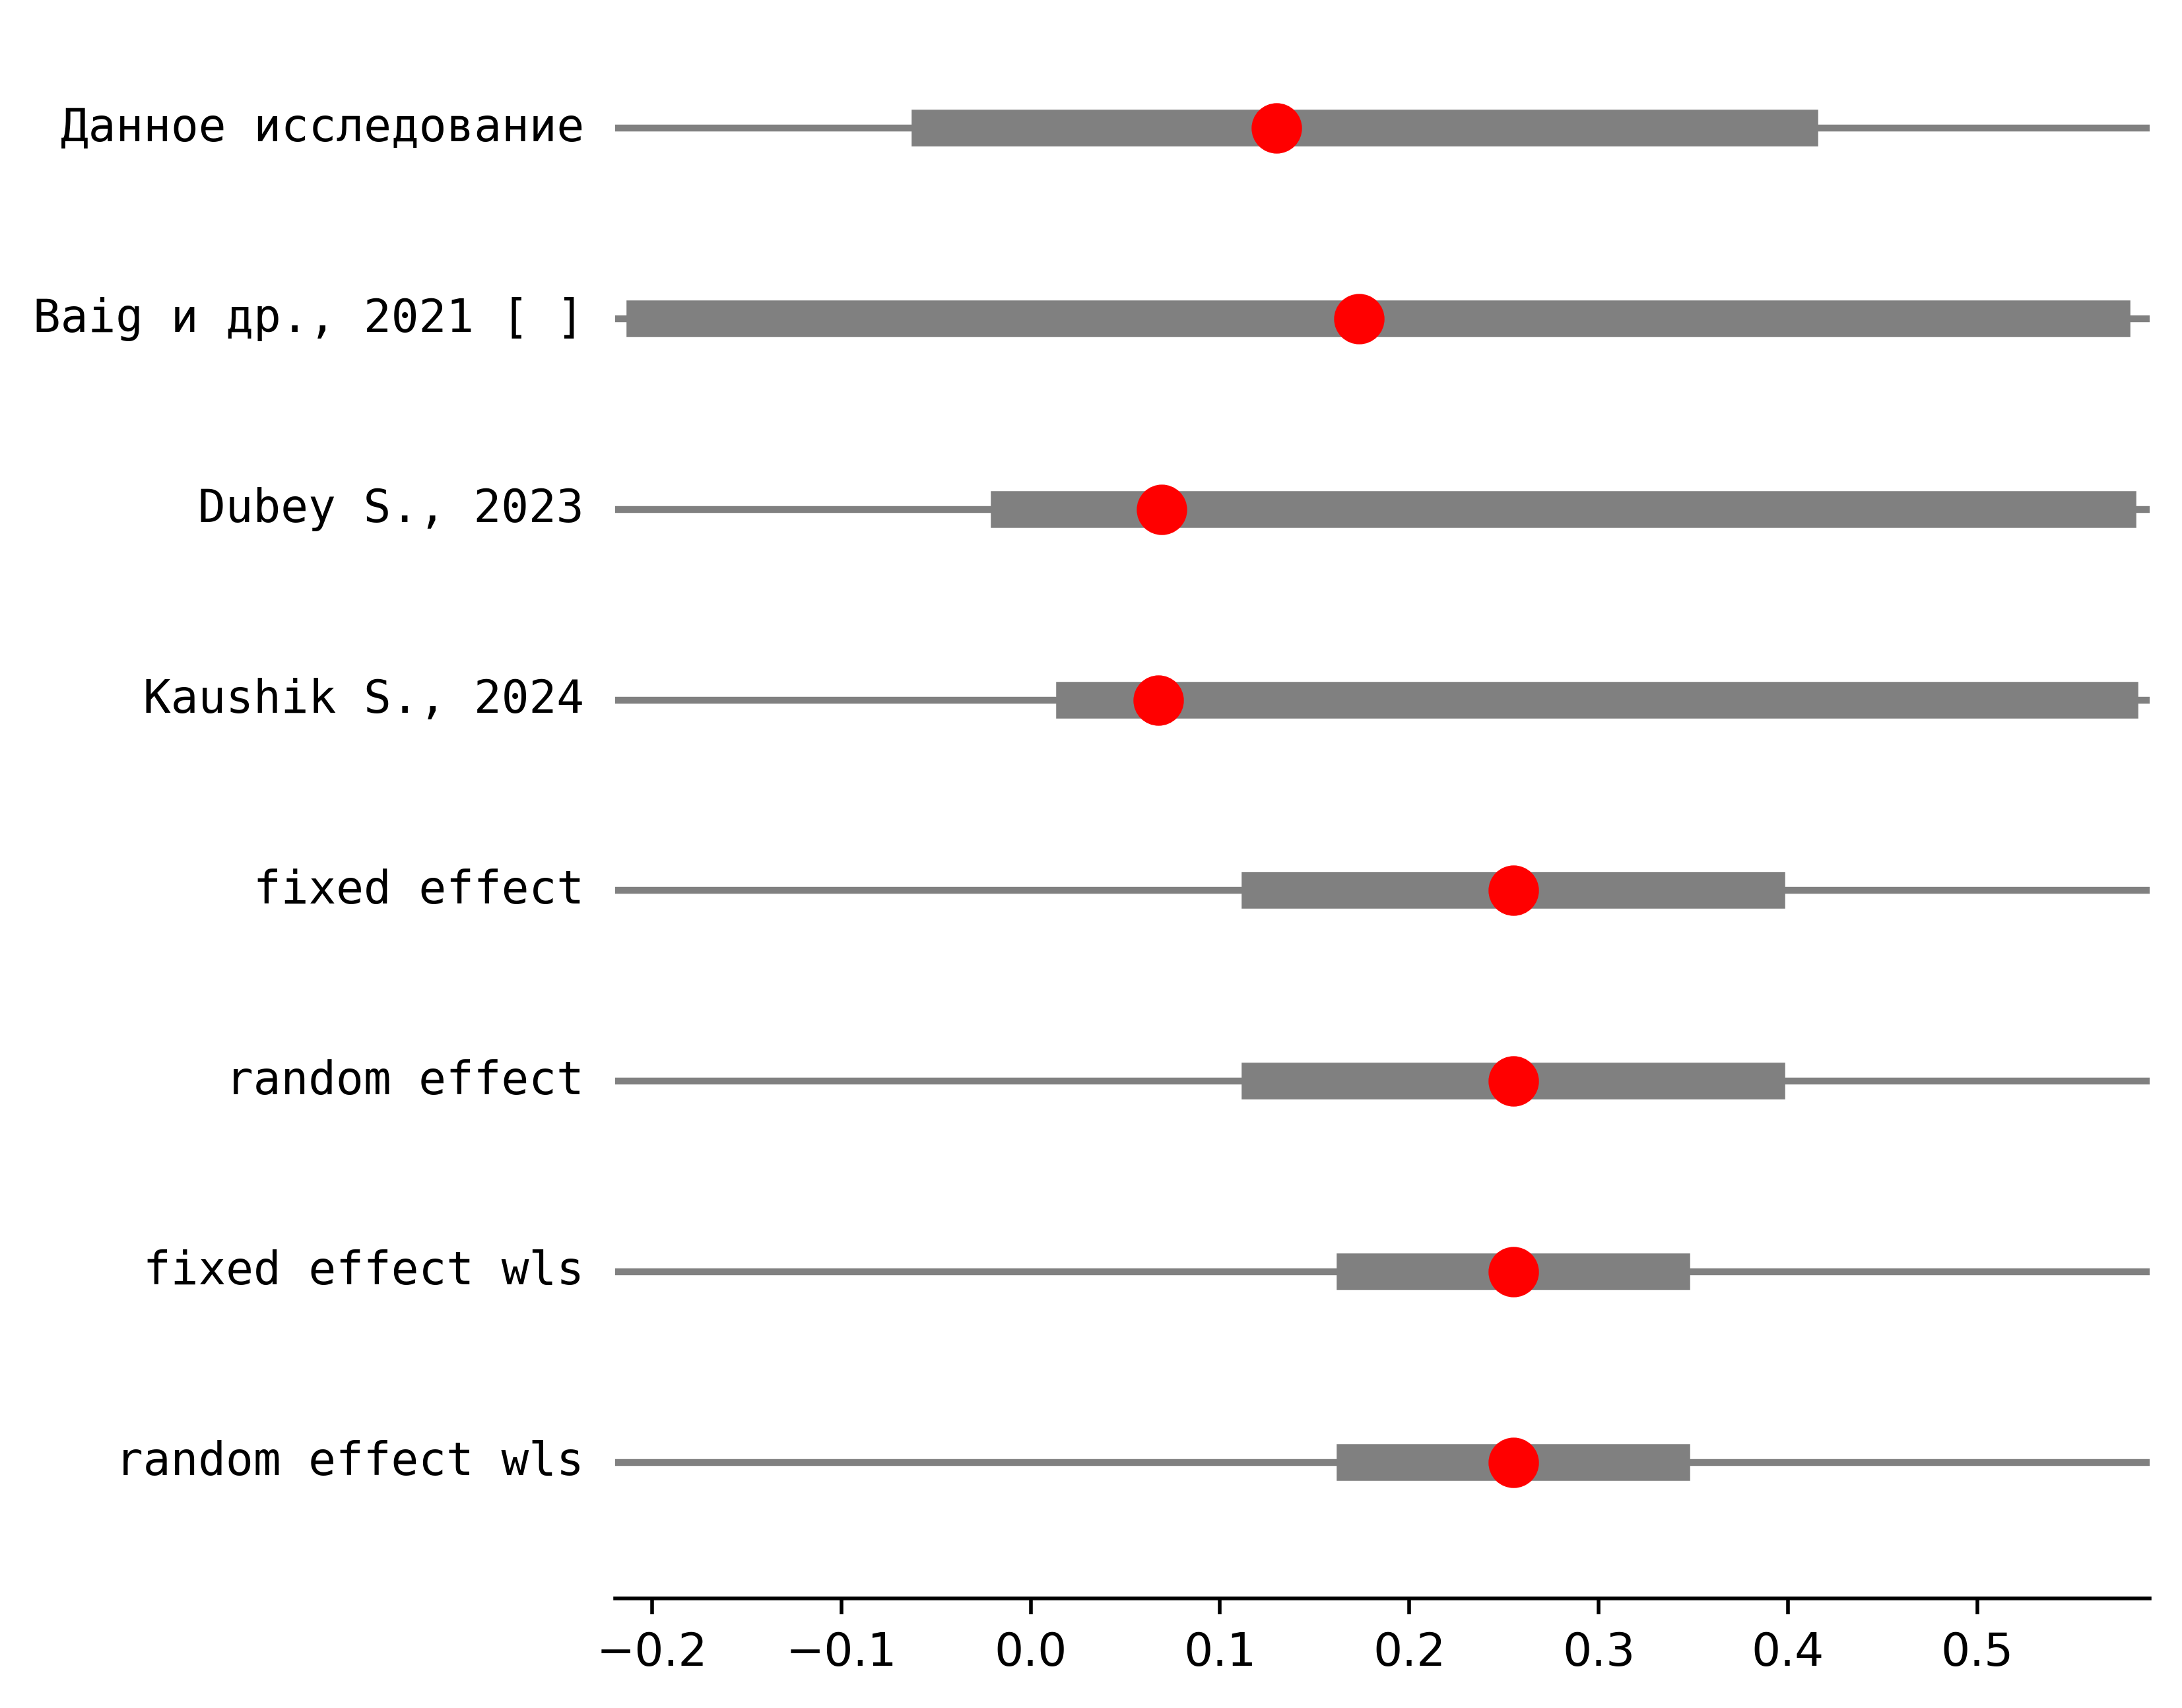 Данное исследование
Baig и др., 2021 [ ]
Dubey S., 2023
Kaushik S., 2024
fixed effect
random effect
fixed effect wls
random effect wls
−0.2 −0.1 0.0 0.1 0.2 0.3 0.4 0.5